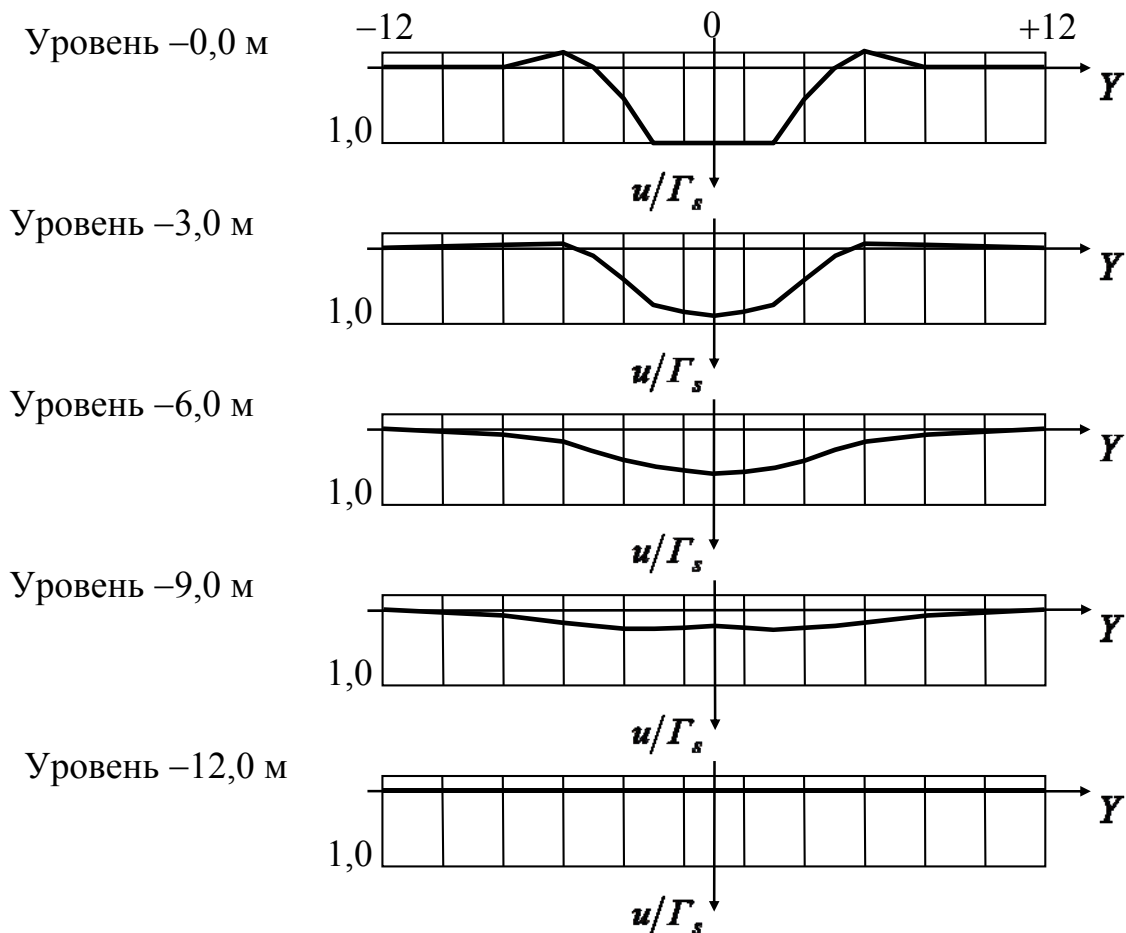 −12 0 +12
Уровень −0,0 м
Y
1,0
u/Γₛ
Уровень −3,0 м
Y
1,0
u/Γₛ
Уровень −6,0 м
Y
1,0
u/Γₛ
Уровень −9,0 м
Y
1,0
u/Γₛ
Уровень −12,0 м
Y
1,0
u/Γₛ